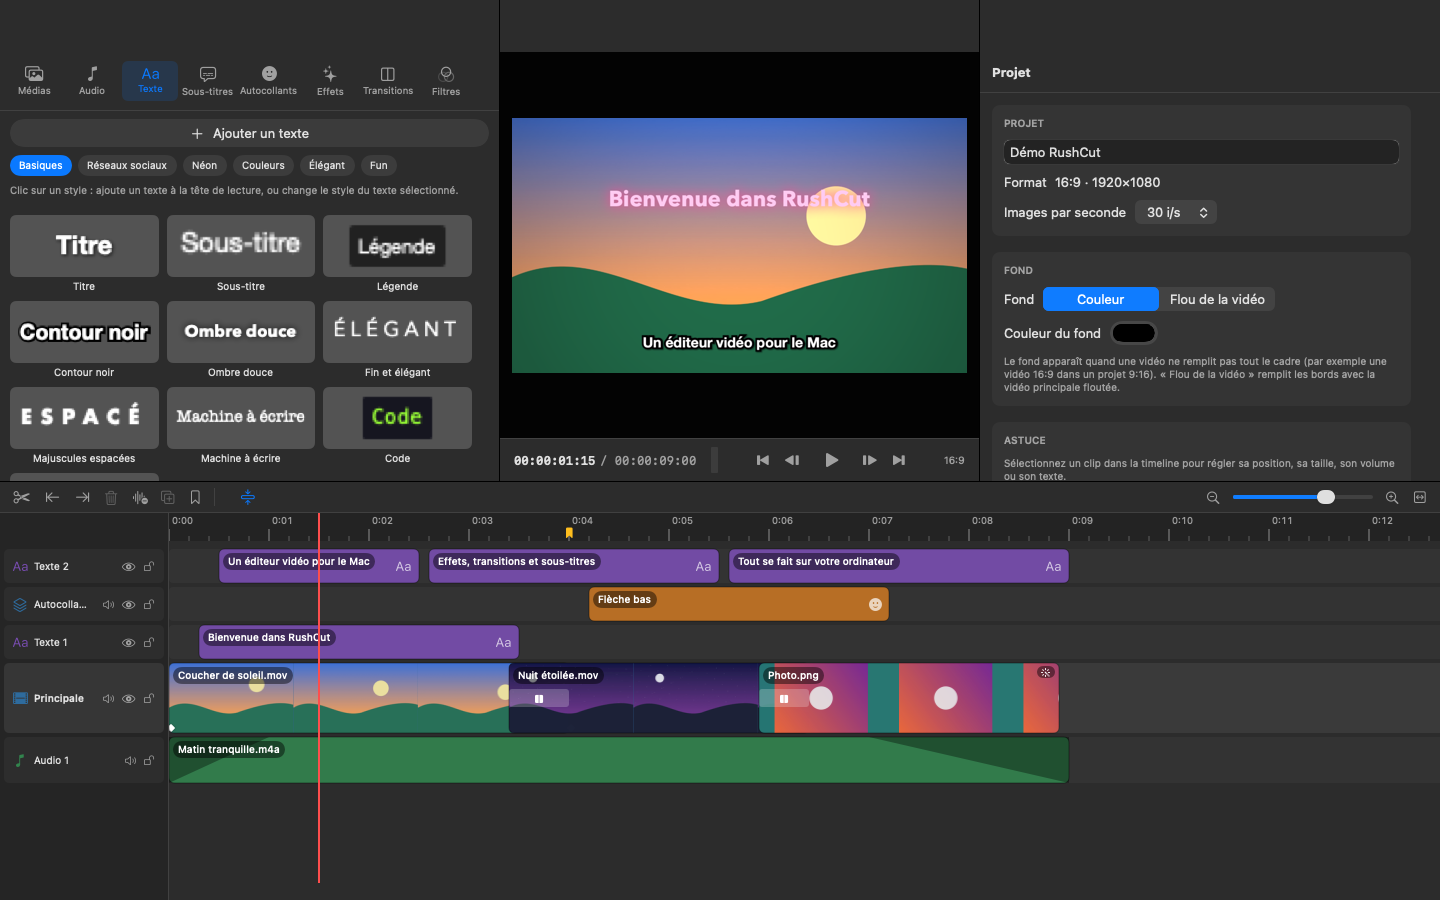 Médias
Audio
Aa
Texte
Sous-titres
Autocollants
Effets
Transitions
Filtres
+ Ajouter un texte
Basiques
Réseaux sociaux
Néon
Couleurs
Élégant
Fun
Clic sur un style : ajoute un texte à la tête de lecture, ou change le style du texte sélectionné.
Titre
Sous-titre
Légende
Titre
Sous-titre
Légende
Contour noir
Ombre douce
ÉLÉGANT
Contour noir
Ombre douce
Fin et élégant
ESPACÉ
Machine à écrire
Code
Majuscules espacées
Machine à écrire
Code
Bienvenue dans RushCut
Un éditeur vidéo pour le Mac
00:00:01:15 / 00:00:09:00
16:9
Projet
PROJET
Démo RushCut
Format 16:9 · 1920×1080
Images par seconde 30 i/s
FOND
Fond Couleur Flou de la vidéo
Couleur du fond
Le fond apparaît quand une vidéo ne remplit pas tout le cadre (par exemple une
vidéo 16:9 dans un projet 9:16). « Flou de la vidéo » remplit les bords avec la
vidéo principale floutée.
ASTUCE
Sélectionnez un clip dans la timeline pour régler sa position, sa taille, son volume
ou son texte.
0:00 0:01 0:02 0:03 0:04 0:05 0:06 0:07 0:08 0:09 0:10 0:11 0:12
Aa Texte 2
Un éditeur vidéo pour le Mac Aa
Effets, transitions et sous-titres Aa
Tout se fait sur votre ordinateur Aa
Autocolla...
Flèche bas
Aa Texte 1
Bienvenue dans RushCut Aa
Principale
Coucher de soleil.mov
Nuit étoilée.mov
Photo.png
Audio 1
Matin tranquille.m4a